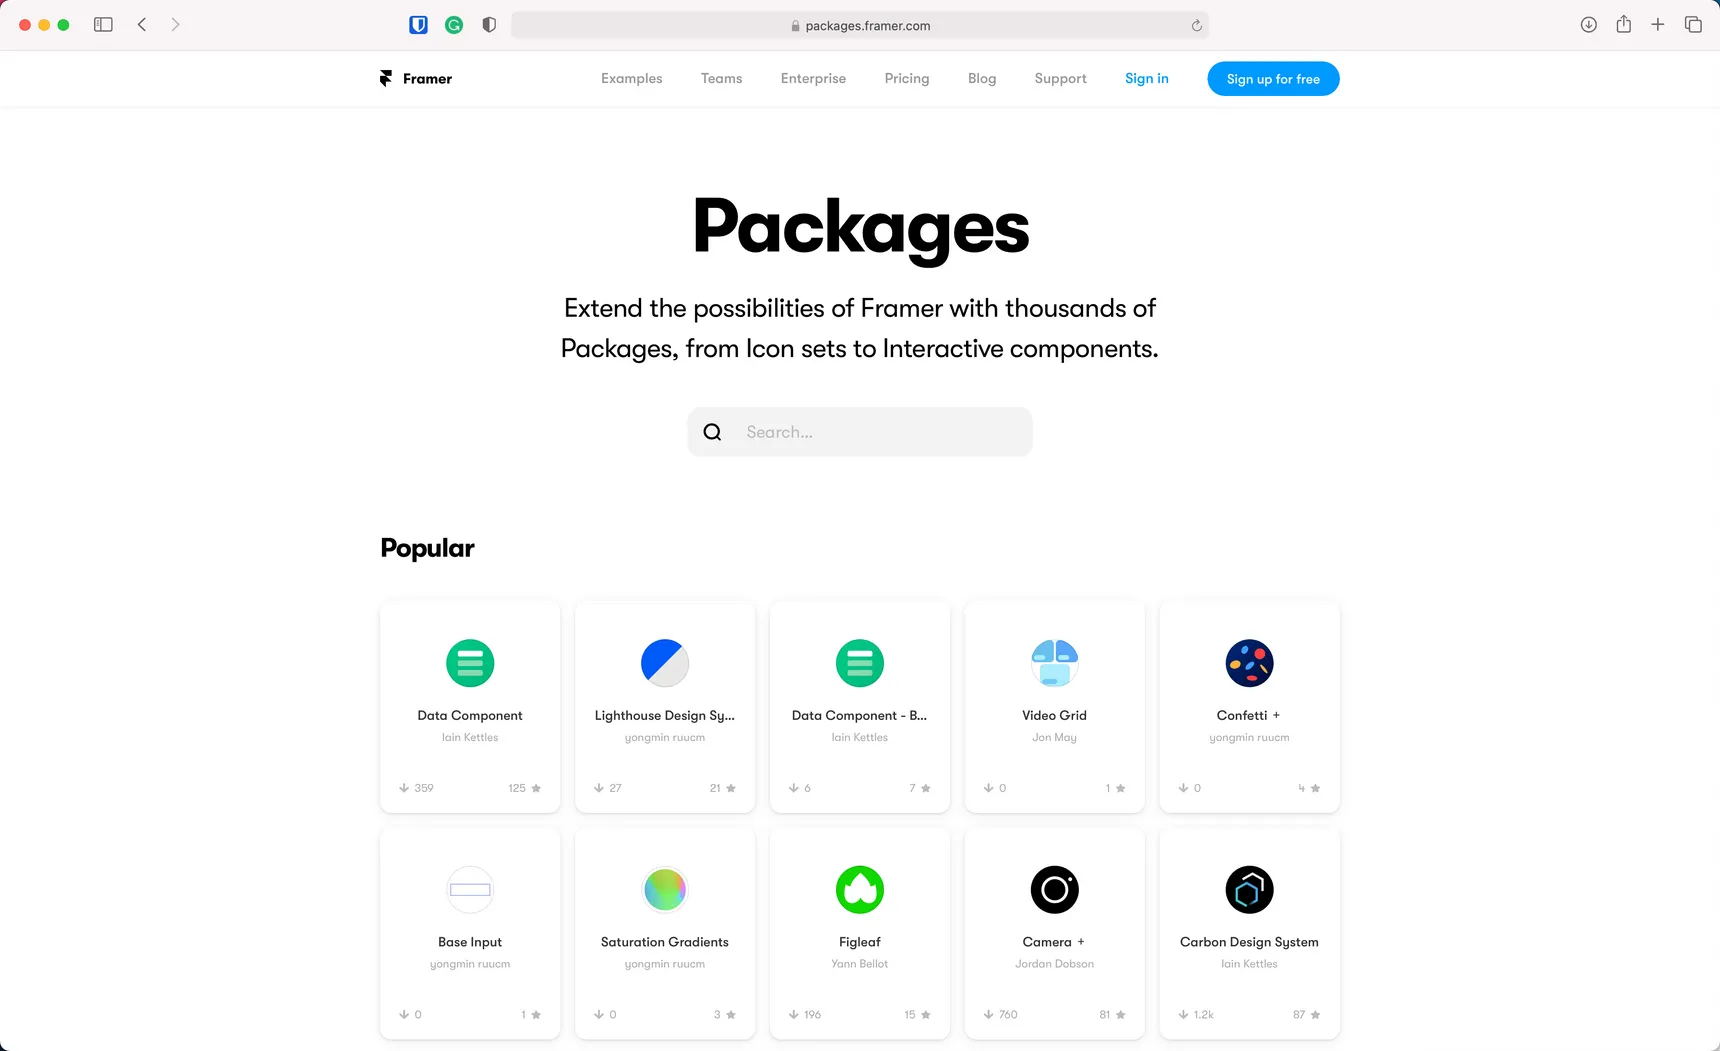 packages.framer.com
Framer
Examples
Teams
Enterprise
Pricing
Blog
Support
Sign in
Sign up for free
Packages
Extend the possibilities of Framer with thousands of
Packages, from Icon sets to Interactive components.
Search...
Popular
Data Component
Iain Kettles
359
125
Lighthouse Design Sy...
yongmin ruucm
27
21
Data Component - B...
Iain Kettles
6
7
Video Grid
Jon May
0
1
Confetti +
yongmin ruucm
0
4
Base Input
yongmin ruucm
0
1
Saturation Gradients
yongmin ruucm
0
3
Figleaf
Yann Bellot
196
15
Camera +
Jordan Dobson
760
81
Carbon Design System
Iain Kettles
1.2k
87